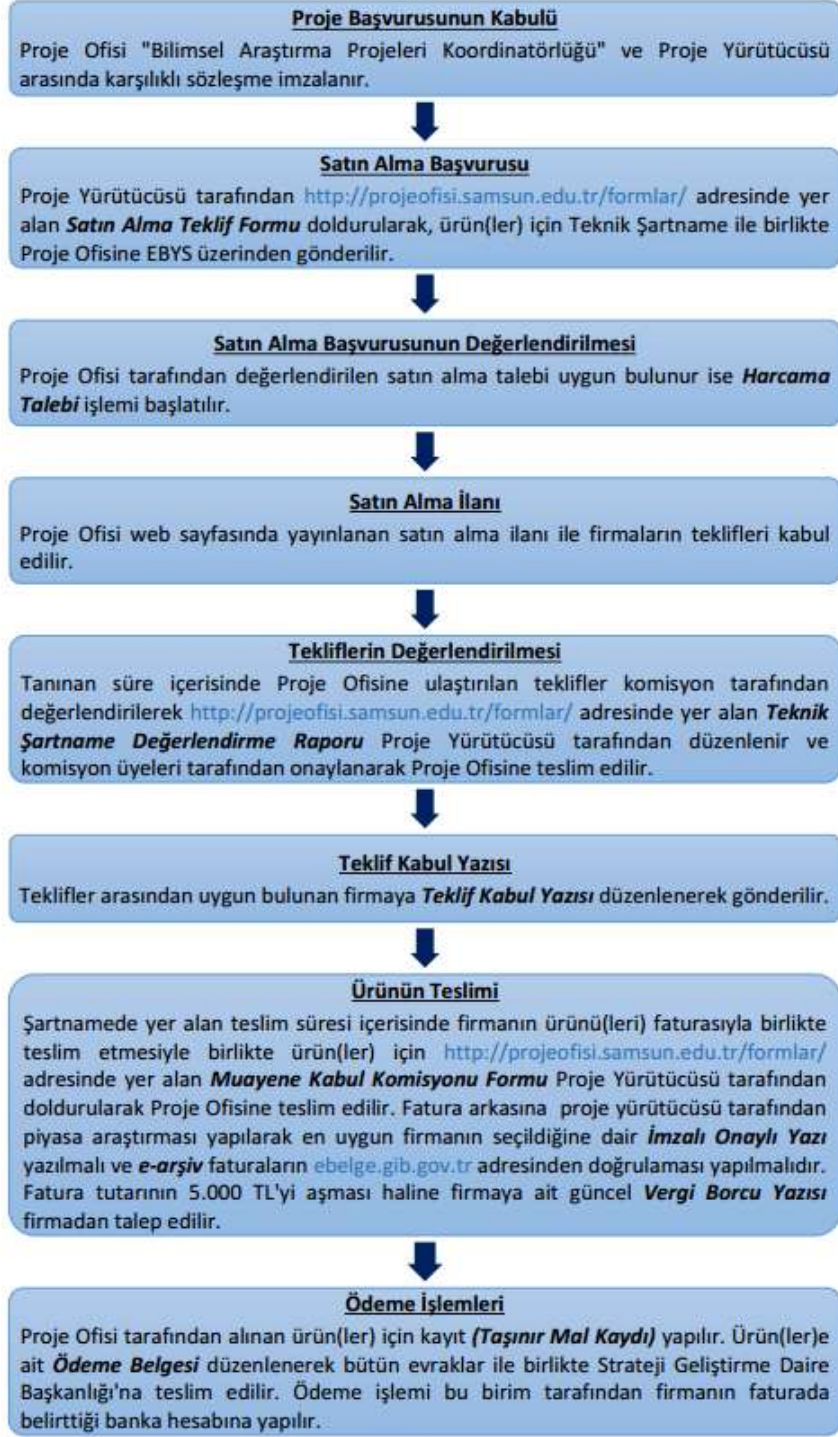 Proje Başvurusunun Kabulü
Proje Ofisi "Bilimsel Araştırma Projeleri Koordinatörlüğü" ve Proje Yürütücüsü
arasında karşılıklı sözleşme imzalanır.
Satın Alma Başvurusu
Proje Yürütücüsü tarafından http://projeofisi.samsun.edu.tr/formlar/ adresinde yer
alan Satın Alma Teklif Formu doldurularak, ürün(ler) için Teknik Şartname ile birlikte
Proje Ofisine EBYS üzerinden gönderilir.
Satın Alma Başvurusunun Değerlendirilmesi
Proje Ofisi tarafından değerlendirilen satın alma talebi uygun bulunur ise Harcama
Talebi işlemi başlatılır.
Satın Alma İlanı
Proje Ofisi web sayfasında yayınlanan satın alma ilanı ile firmaların teklifleri kabul
edilir.
Tekliflerin Değerlendirilmesi
Tanınan süre içerisinde Proje Ofisine ulaştırılan teklifler komisyon tarafından
değerlendirilerek http://projeofisi.samsun.edu.tr/formlar/ adresinde yer alan Teknik
Şartname Değerlendirme Raporu Proje Yürütücüsü tarafından düzenlenir ve
komisyon üyeleri tarafından onaylanarak Proje Ofisine teslim edilir.
Teklif Kabul Yazısı
Teklifler arasından uygun bulunan firmaya Teklif Kabul Yazısı düzenlenerek gönderilir.
Ürünün Teslimi
Şartnamede yer alan teslim süresi içerisinde firmanın ürünü(leri) faturasıyla birlikte
teslim etmesiyle birlikte ürün(ler) için http://projeofisi.samsun.edu.tr/formlar/
adresinde yer alan Muayene Kabul Komisyonu Formu Proje Yürütücüsü tarafından
doldurularak Proje Ofisine teslim edilir. Fatura arkasına proje yürütücüsü tarafından
piyasa araştırması yapılarak en uygun firmanın seçildiğine dair İmzalı Onaylı Yazı
yazılmalı ve e-arşiv faturaların ebelge.gib.gov.tr adresinden doğrulaması yapılmalıdır.
Fatura tutarının 5.000 TL'yi aşması haline firmaya ait güncel Vergi Borcu Yazısı
firmadan talep edilir.
Ödeme İşlemleri
Proje Ofisi tarafından alınan ürün(ler) için kayıt (Taşınır Mal Kaydı) yapılır. Ürün(ler)e
ait Ödeme Belgesi düzenlenerek bütün evraklar ile birlikte Strateji Geliştirme Daire
Başkanlığı'na teslim edilir. Ödeme işlemi bu birim tarafından firmanın faturada
belirttiği banka hesabına yapılır.